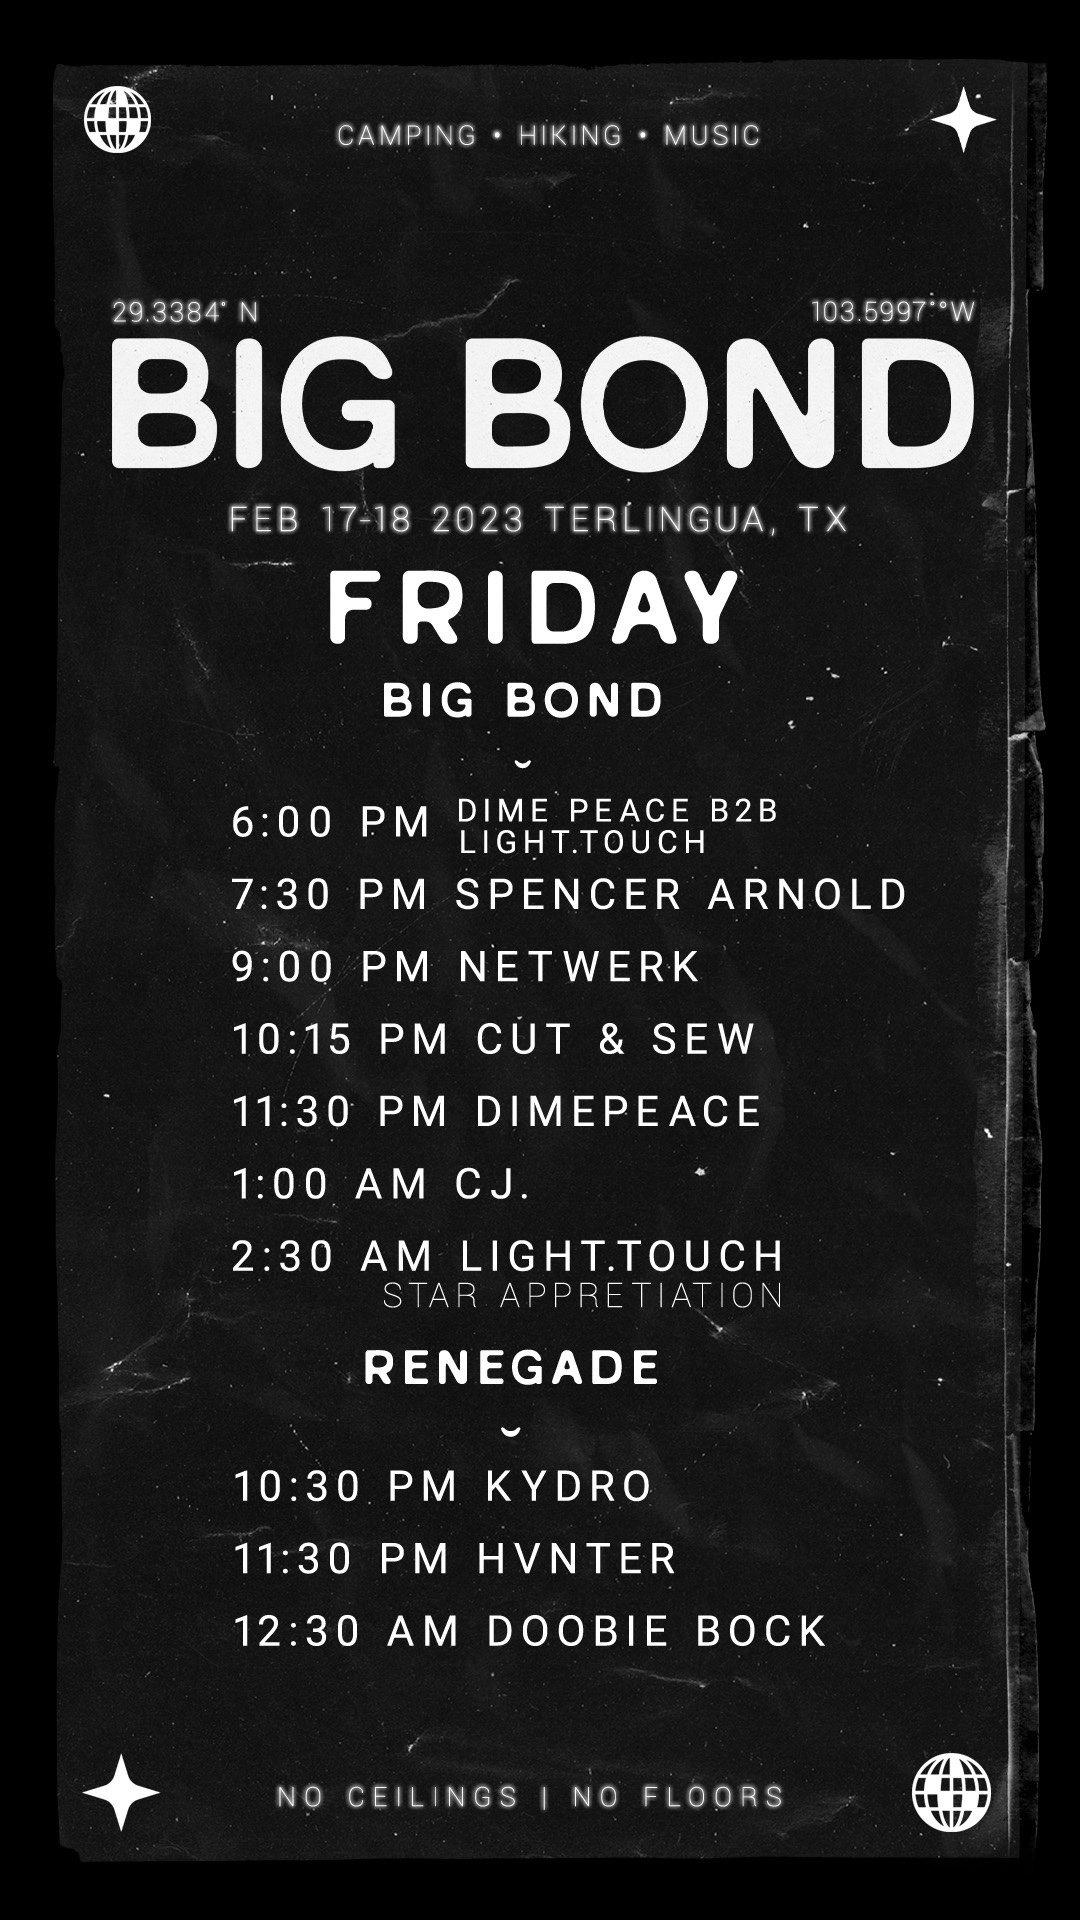 CAMPING • HIKING • MUSIC
29.3384° N 103.5997°°W
BIG BOND
FEB 17-18 2023 TERLINGUA, TX
FRIDAY
BIG BOND
6:00 PM DIME PEACE B2B
LIGHT.TOUCH
7:30 PM SPENCER ARNOLD
9:00 PM NETWERK
10:15 PM CUT & SEW
11:30 PM DIMEPEACE
1:00 AM CJ.
2:30 AM LIGHT.TOUCH
STAR APPRETIATION
RENEGADE
10:30 PM KYDRO
11:30 PM HVNTER
12:30 AM DOOBIE BOCK
NO CEILINGS | NO FLOORS